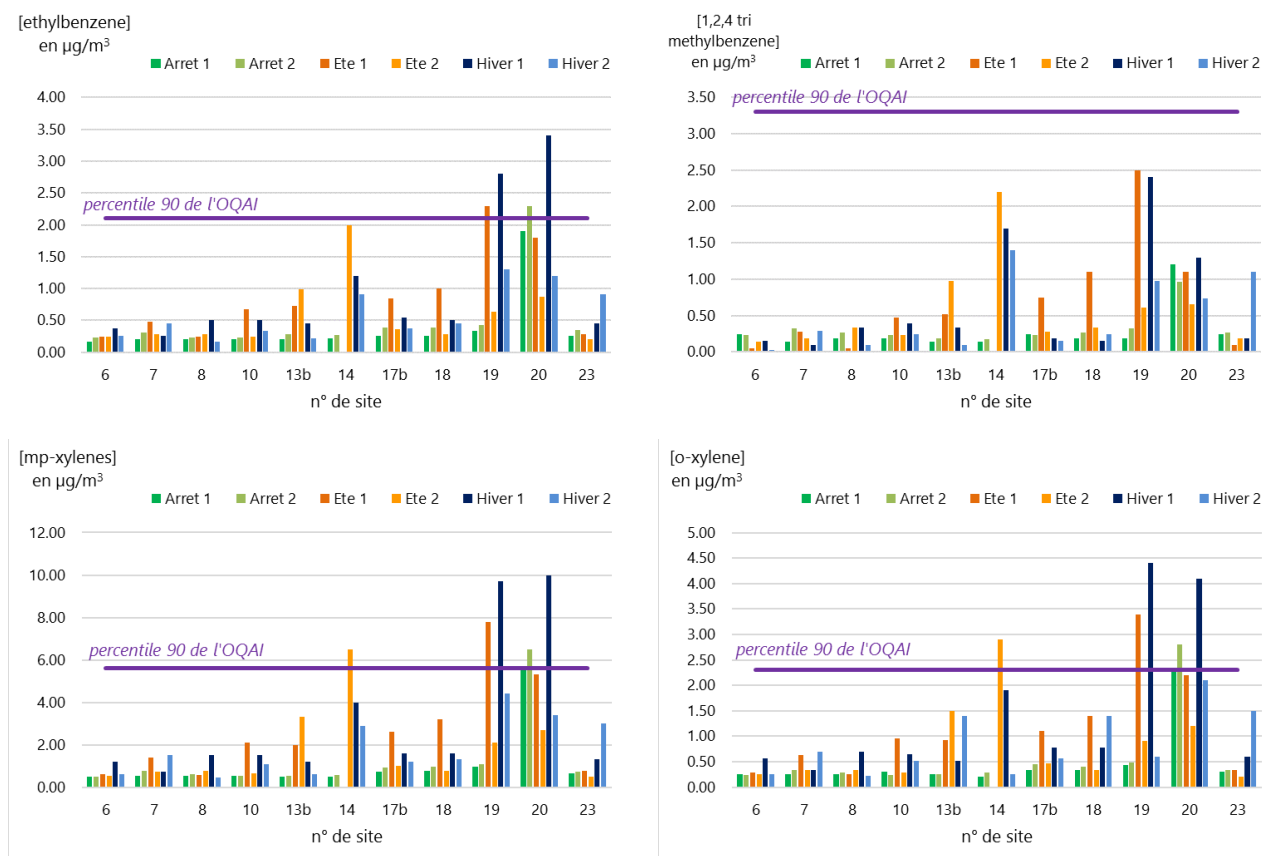 [ethylbenzene]
en µg/m³
Arret 1 Arret 2 Ete 1 Ete 2 Hiver 1 Hiver 2
4.00
3.50
3.00
2.50
percentile 90 de l'OQAI
2.00
1.50
1.00
0.50
0.00
6 7 8 10 13b 14 17b 18 19 20 23
n° de site
[1,2,4 tri
methylbenzene]
en µg/m³
Arret 1 Arret 2 Ete 1 Ete 2 Hiver 1 Hiver 2
3.50
percentile 90 de l'OQAI
3.00
2.50
2.00
1.50
1.00
0.50
0.00
6 7 8 10 13b 14 17b 18 19 20 23
n° de site
[mp-xylenes]
en µg/m³
Arret 1 Arret 2 Ete 1 Ete 2 Hiver 1 Hiver 2
12.00
10.00
8.00
percentile 90 de l'OQAI
6.00
4.00
2.00
0.00
6 7 8 10 13b 14 17b 18 19 20 23
n° de site
[o-xylene]
en µg/m³
Arret 1 Arret 2 Ete 1 Ete 2 Hiver 1 Hiver 2
5.00
4.50
4.00
3.50
3.00
percentile 90 de l'OQAI
2.50
2.00
1.50
1.00
0.50
0.00
6 7 8 10 13b 14 17b 18 19 20 23
n° de site